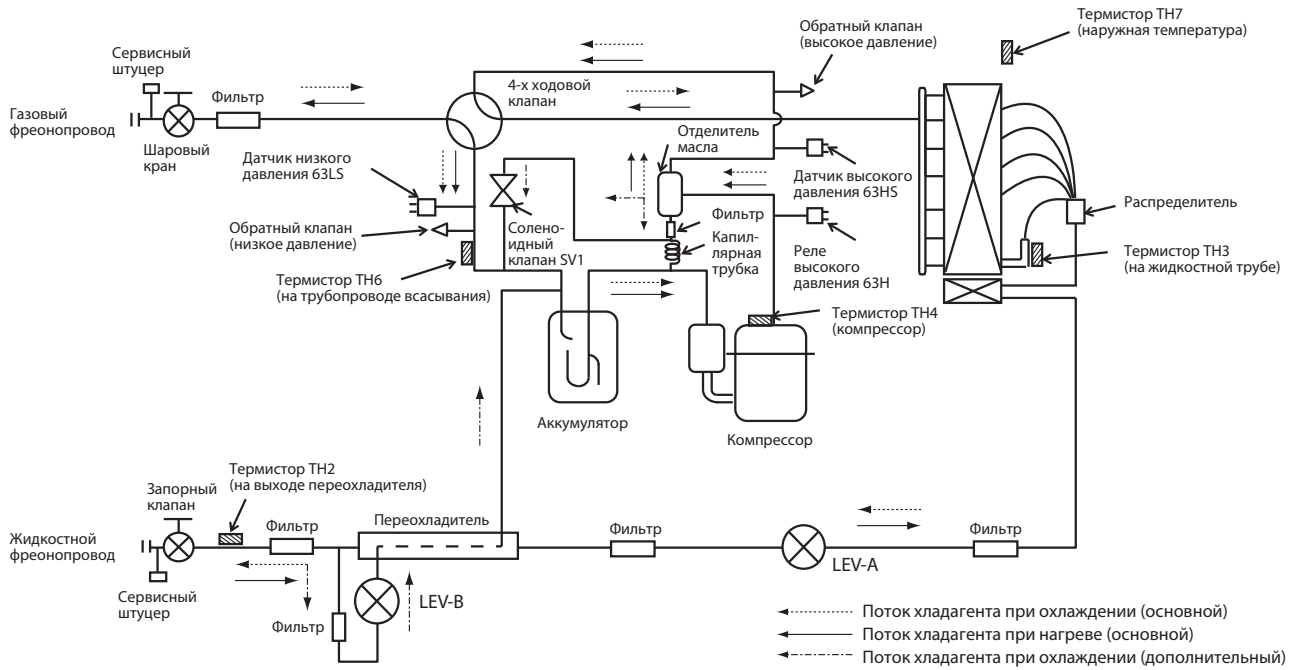 Термистор TH7
(наружная температура)
Обратный клапан
(высокое давление)
Сервисный
штуцер
Фильтр
4-х ходовой
клапан
Газовый
фреонопровод
Шаровый
кран
Отделитель
масла
Датчик низкого
давления 63LS
Датчик высокого
давления 63HS
Обратный клапан
(низкое давление)
Солено-
идный
клапан SV1
Фильтр
Капил-
лярная
трубка
Распределитель
Реле
высокого
давления 63H
Термистор TH3
(на жидкостной трубе)
Термистор TH6
(на трубопроводе всасывания)
Термистор TH4
(компрессор)
Аккумулятор
Компрессор
Термистор TH2
(на выходе переохладителя)
Запорный
клапан
Фильтр
Переохладитель
Фильтр
Фильтр
Жидкостной
фреонопровод
LEV-A
Сервисный
штуцер
Фильтр
LEV-B
Поток хладагента при охлаждении (основной)
Поток хладагента при нагреве (основной)
Поток хладагента при охлаждении (дополнительный)